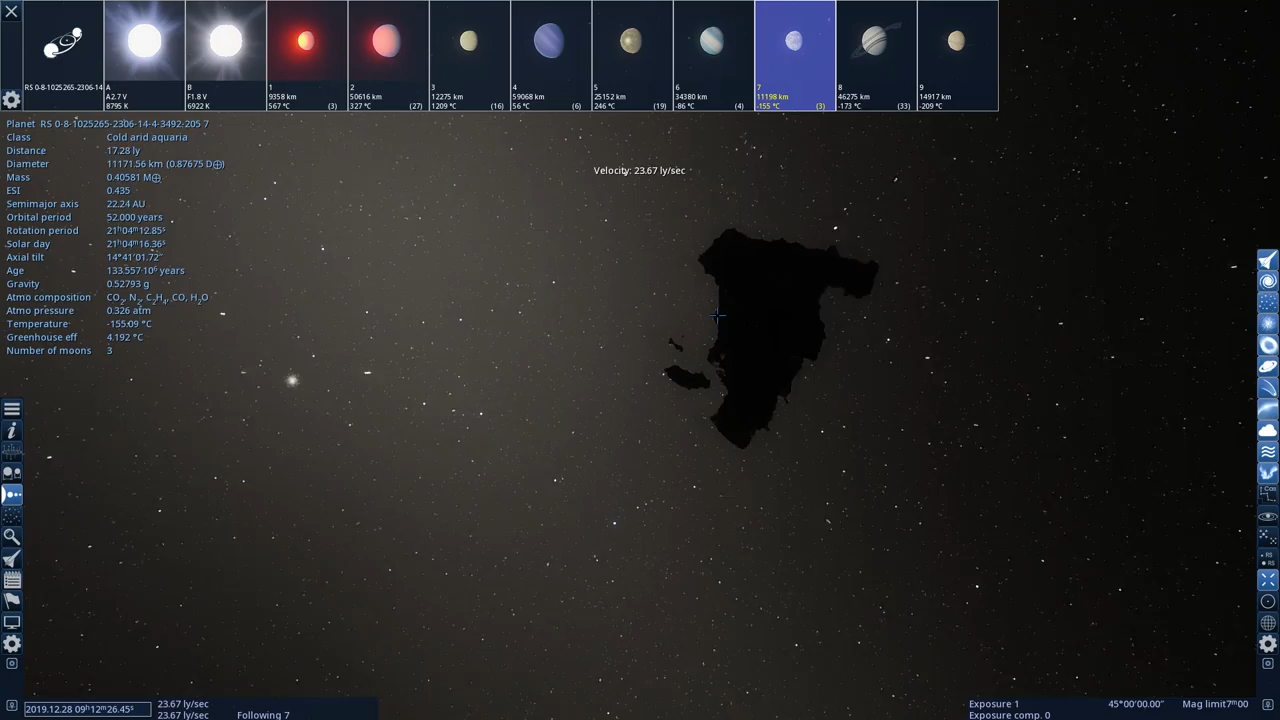 RS 0-8-1025265-2306-14
A
A2.7 V
8795 K
B
F1.8 V
6922 K
1
9358 km
567 °C (3)
2
50616 km
327 °C (27)
3
12275 km
1209 °C (16)
4
59068 km
56 °C (6)
5
25152 km
246 °C (19)
6
34380 km
-86 °C (4)
7
11198 km
-155 °C (3)
8
46275 km
-173 °C (33)
9
14917 km
-209 °C
Planet RS 0-8-1025265-2306-14-4-3492-205 7
Class Cold arid aquaria
Distance 17.28 ly
Diameter 11171.56 km (0.87675 D⊕)
Mass 0.40581 M⊕
ESI 0.435
Semimajor axis 22.24 AU
Orbital period 52.000 years
Rotation period 21ʰ04ᵐ12.85ˢ
Solar day 21ʰ04ᵐ16.36ˢ
Axial tilt 14°41'01.72"
Age 133.557·10⁶ years
Gravity 0.52793 g
Atmo composition CO₂, N₂, C₂H₄, CO, H₂O
Atmo pressure 0.326 atm
Temperature -155.09 °C
Greenhouse eff 4.192 °C
Number of moons 3
Velocity: 23.67 ly/sec
2019.12.28 09ʰ12ᵐ26.45ˢ
23.67 ly/sec
23.67 ly/sec Following 7
Exposure 1 45°00'00.00" Mag limit 7ᵐ00
Exposure comp. 0